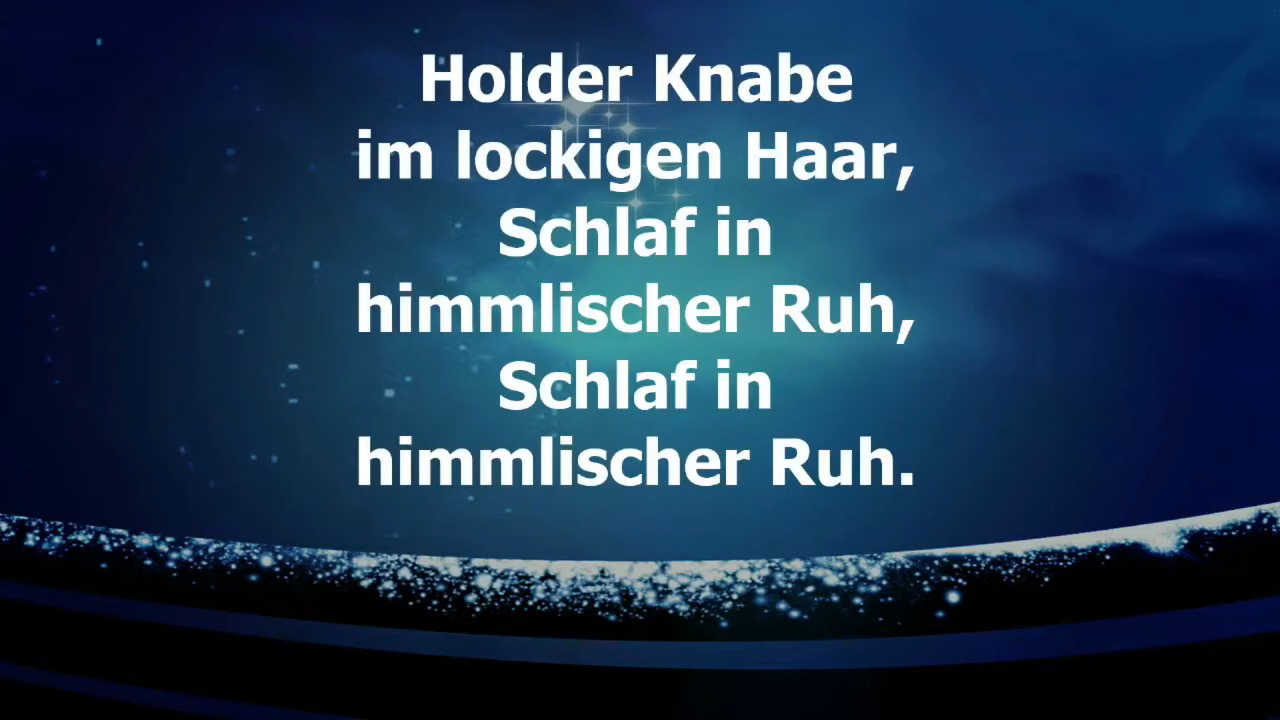 Holder Knabe
im lockigen Haar,
Schlaf in
himmlischer Ruh,
Schlaf in
himmlischer Ruh.